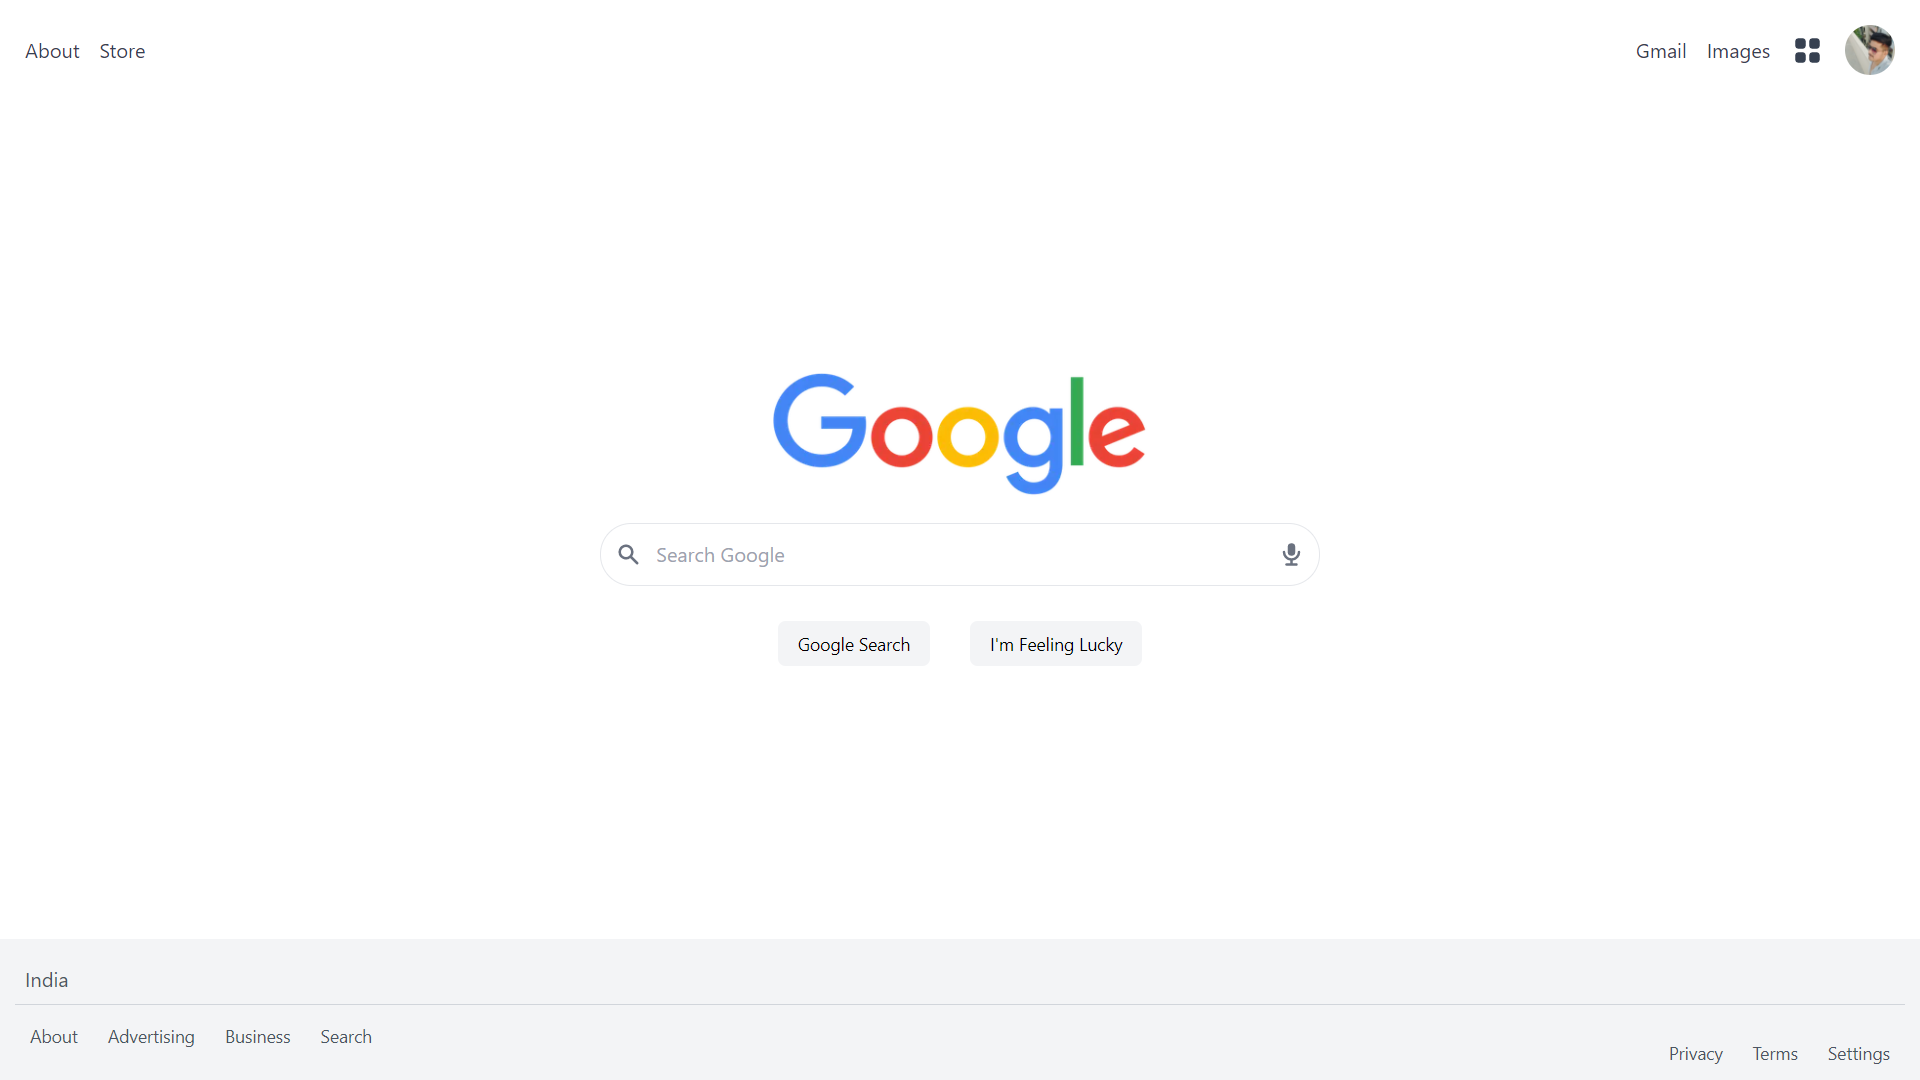 About Store Gmail Images
Google
Search Google
Google Search I'm Feeling Lucky
India
About Advertising Business Search
Privacy Terms Settings